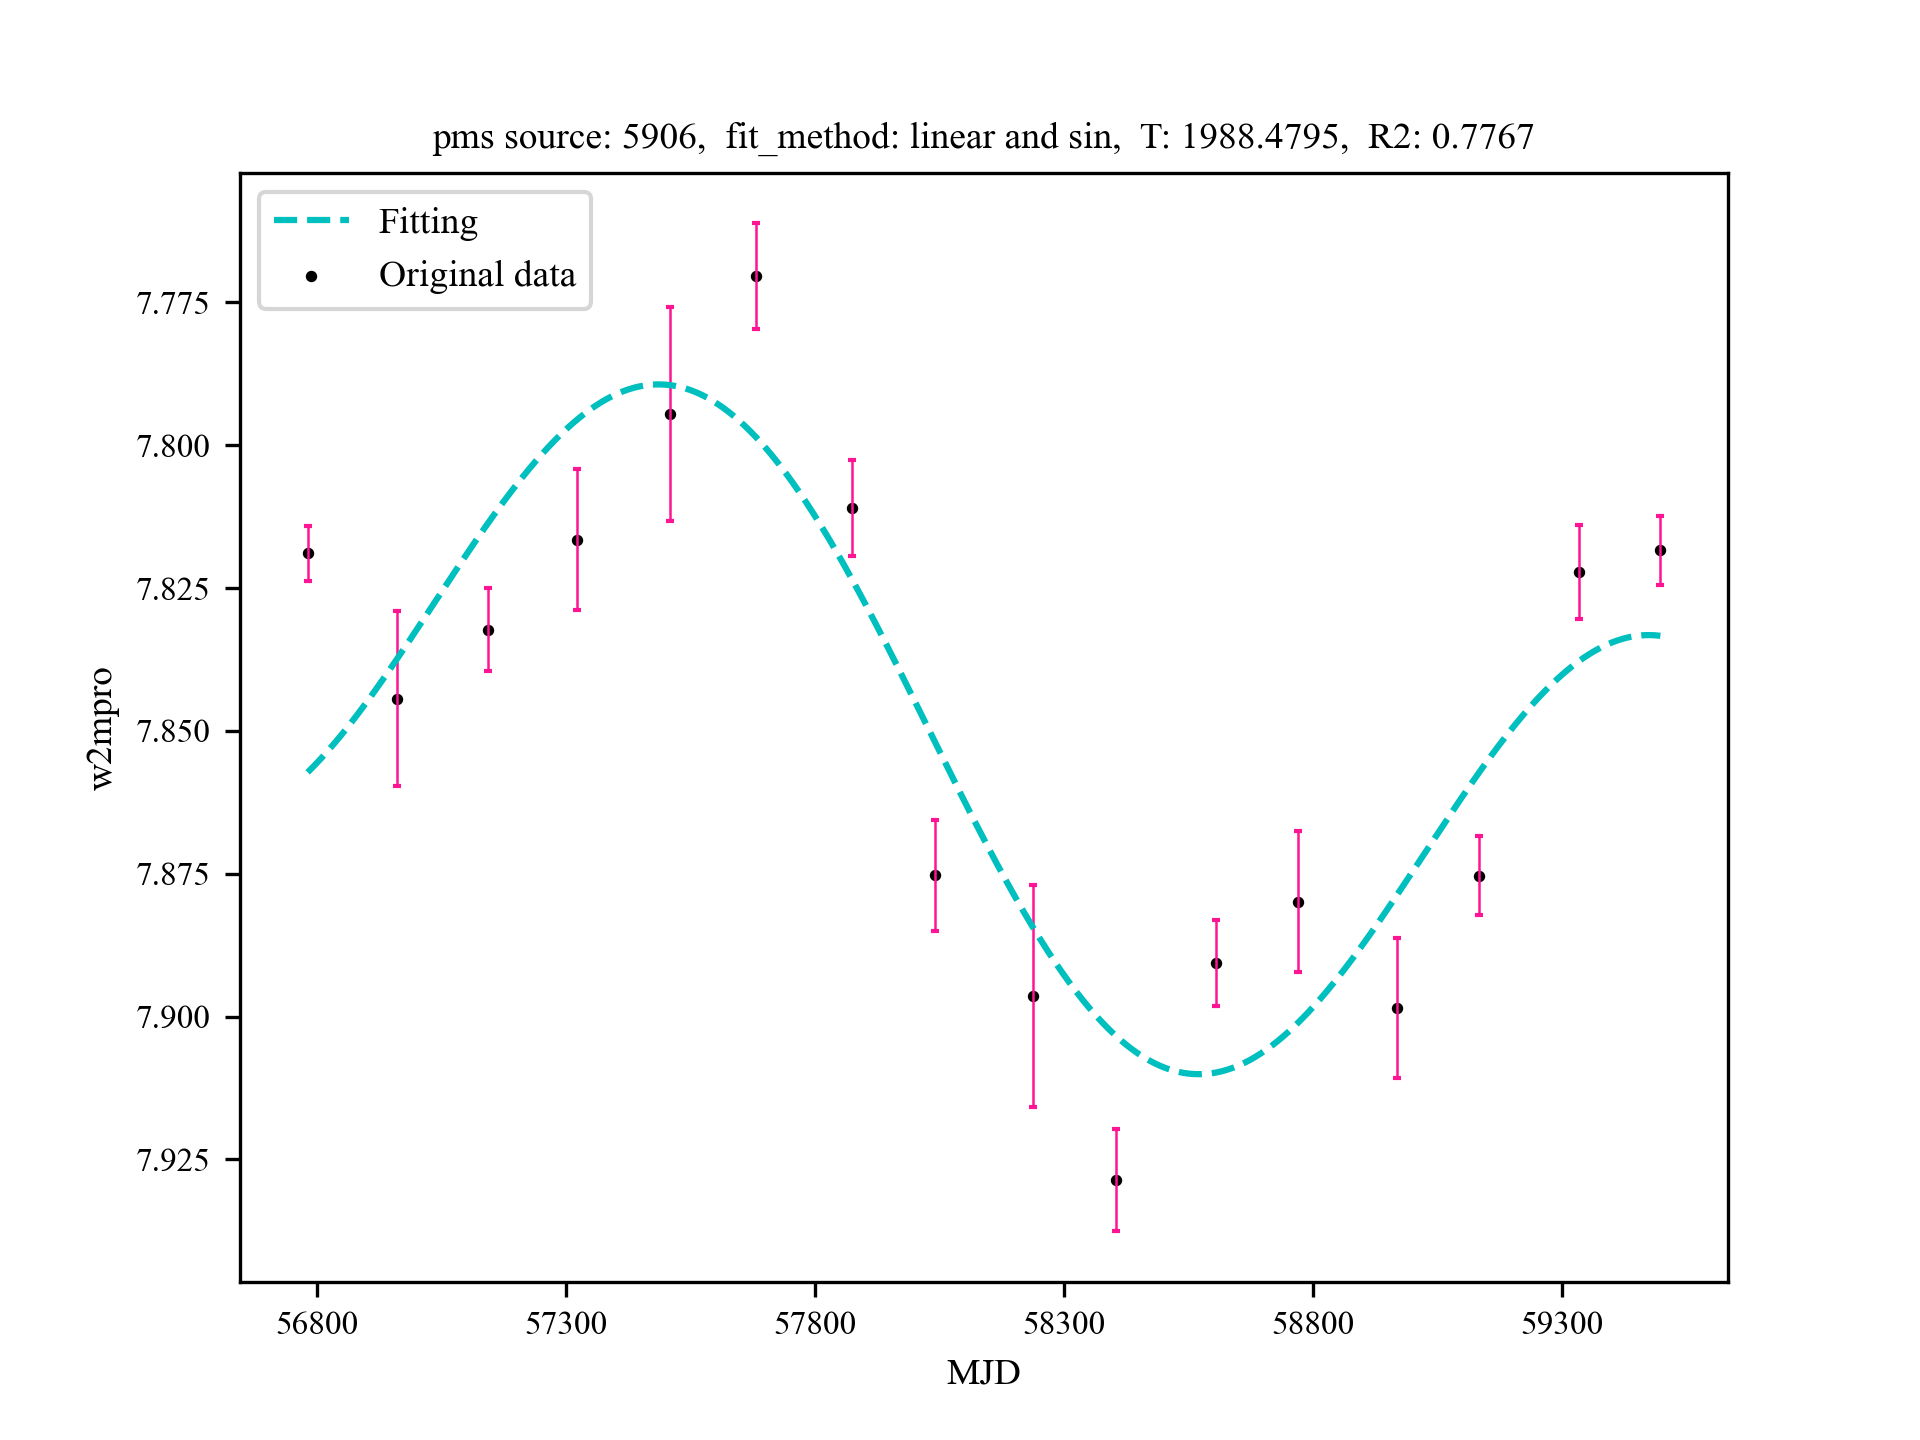 pms source: 5906,  fit_method: linear and sin,  T: 1988.4795,  R2: 0.7767
Fitting
Original data
7.775
7.800
7.825
7.850
7.875
7.900
7.925
w2mpro
56800
57300
57800
58300
58800
59300
MJD